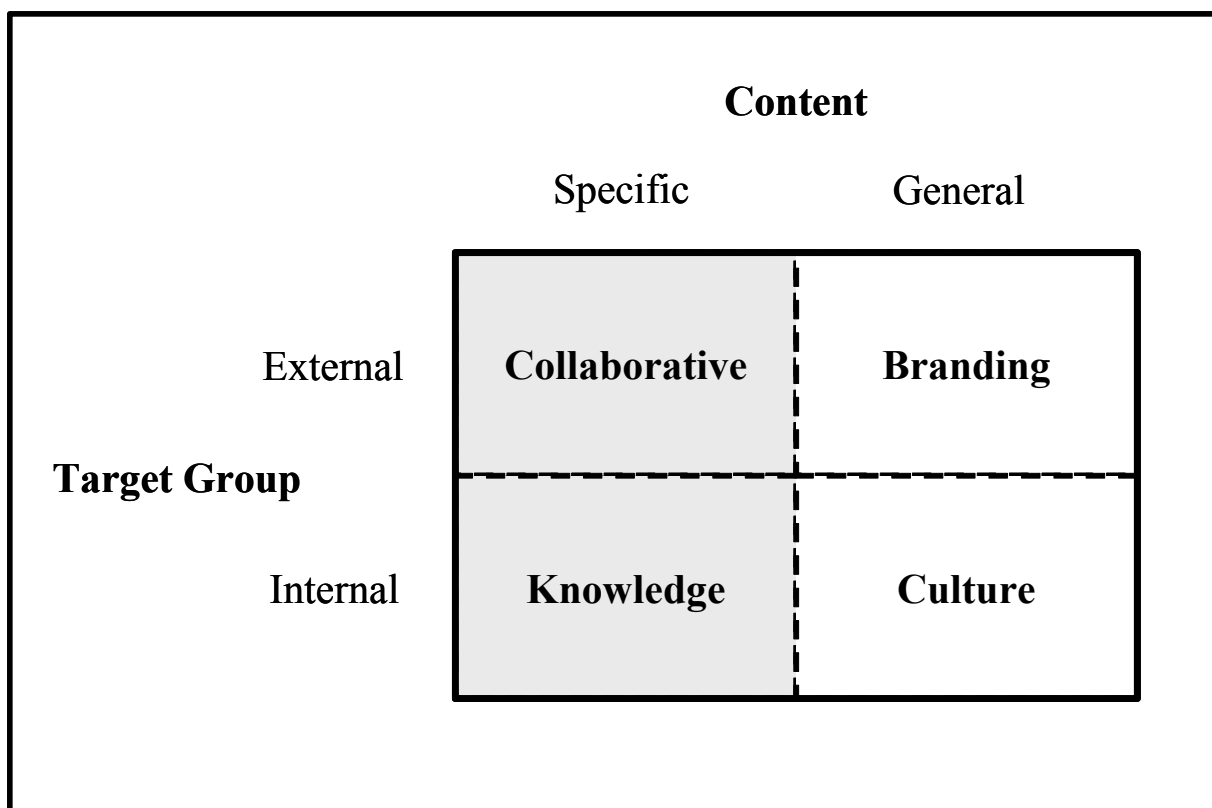 Content
Specific General
External Collaborative Branding
Target Group
Internal Knowledge Culture